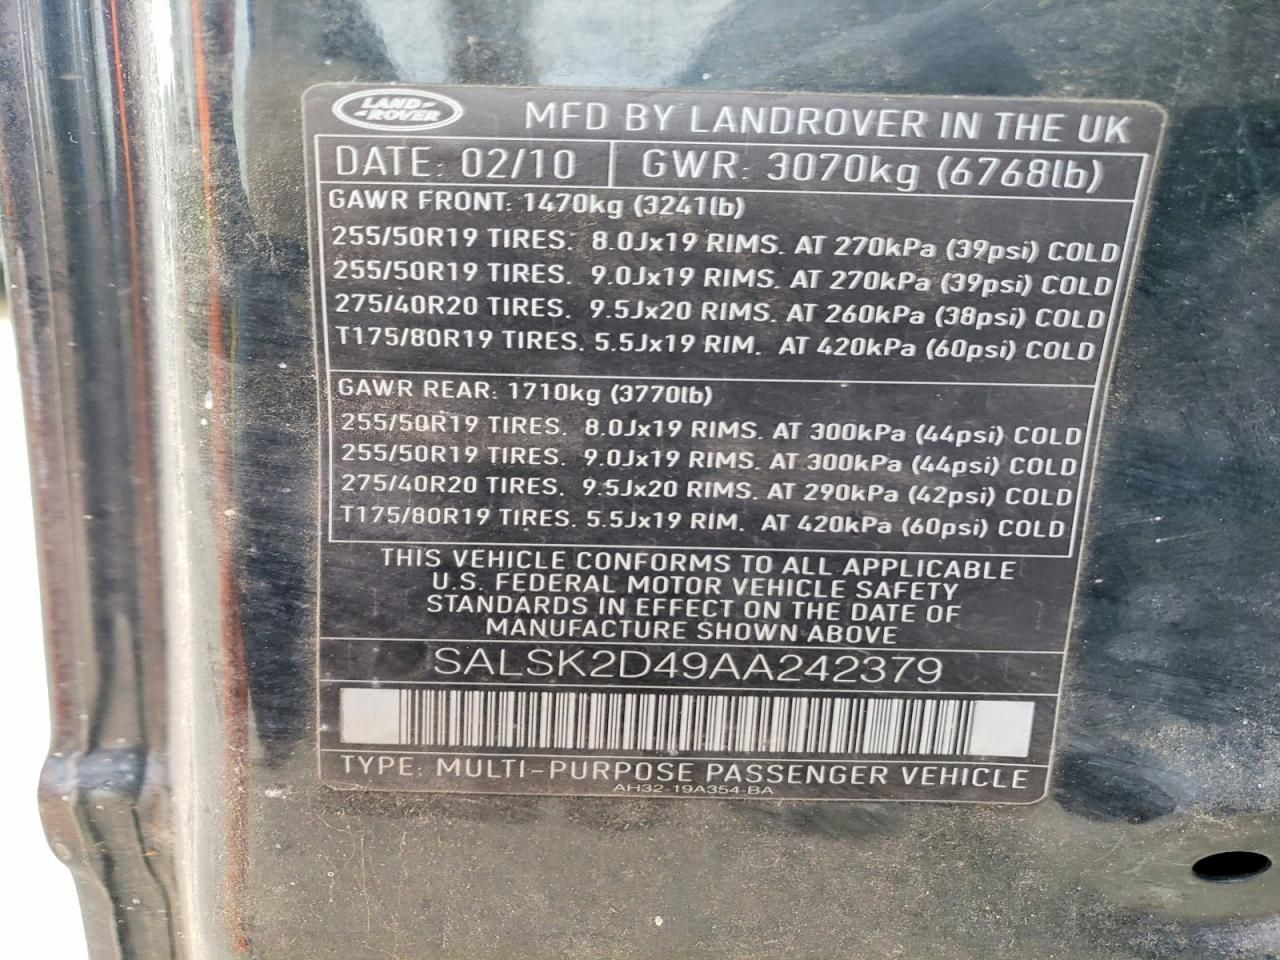 LAND-
-ROVER
MFD BY LANDROVER IN THE UK
DATE: 02/10 GWR: 3070kg (6768lb)
GAWR FRONT: 1470kg (3241lb)
255/50R19 TIRES: 8.0Jx19 RIMS. AT 270kPa (39psi) COLD
255/50R19 TIRES. 9.0Jx19 RIMS. AT 270kPa (39psi) COLD
275/40R20 TIRES. 9.5Jx20 RIMS. AT 260kPa (38psi) COLD
T175/80R19 TIRES. 5.5Jx19 RIM. AT 420kPa (60psi) COLD
GAWR REAR: 1710kg (3770lb)
255/50R19 TIRES. 8.0Jx19 RIMS. AT 300kPa (44psi) COLD
255/50R19 TIRES. 9.0Jx19 RIMS. AT 300kPa (44psi) COLD
275/40R20 TIRES. 9.5Jx20 RIMS. AT 290kPa (42psi) COLD
T175/80R19 TIRES. 5.5Jx19 RIM. AT 420kPa (60psi) COLD
THIS VEHICLE CONFORMS TO ALL APPLICABLE
U.S. FEDERAL MOTOR VEHICLE SAFETY
STANDARDS IN EFFECT ON THE DATE OF
MANUFACTURE SHOWN ABOVE
SALSK2D49AA242379
TYPE: MULTI-PURPOSE PASSENGER VEHICLE
AH32-19A354-BA